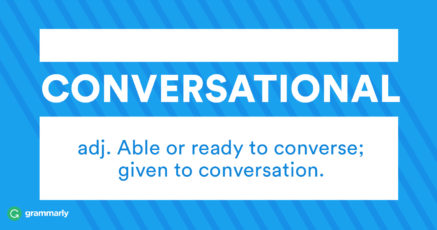 CONVERSATIONAL
adj. Able or ready to converse;
given to conversation.
grammarly